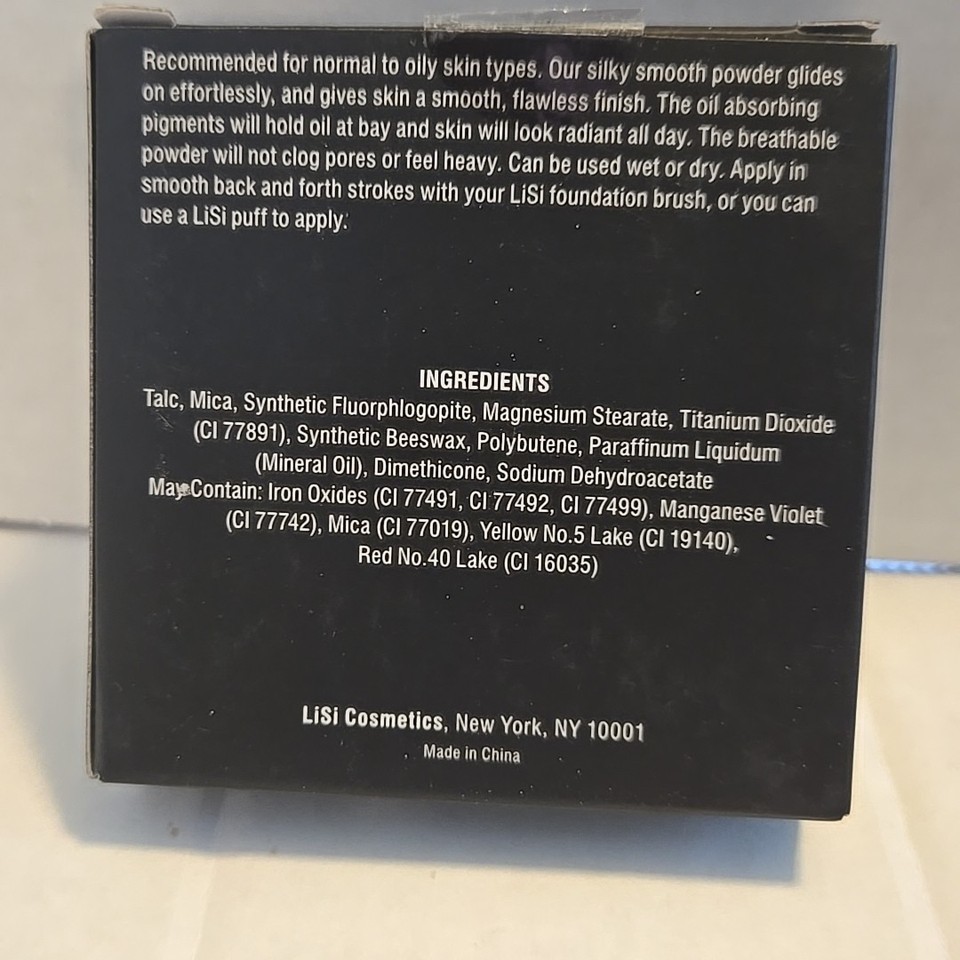 Recommended for normal to oily skin types. Our silky smooth powder glides
on effortlessly, and gives skin a smooth, flawless finish. The oil absorbing
pigments will hold oil at bay and skin will look radiant all day. The breathable
powder will not clog pores or feel heavy. Can be used wet or dry. Apply in
smooth back and forth strokes with your LiSi foundation brush, or you can
use a LiSi puff to apply.
INGREDIENTS
Talc, Mica, Synthetic Fluorphlogopite, Magnesium Stearate, Titanium Dioxide
(CI 77891), Synthetic Beeswax, Polybutene, Paraffinum Liquidum
(Mineral Oil), Dimethicone, Sodium Dehydroacetate
May Contain: Iron Oxides (CI 77491, CI 77492, CI 77499), Manganese Violet
(CI 77742), Mica (CI 77019), Yellow No.5 Lake (CI 19140),
Red No.40 Lake (CI 16035)
LiSi Cosmetics, New York, NY 10001
Made in China